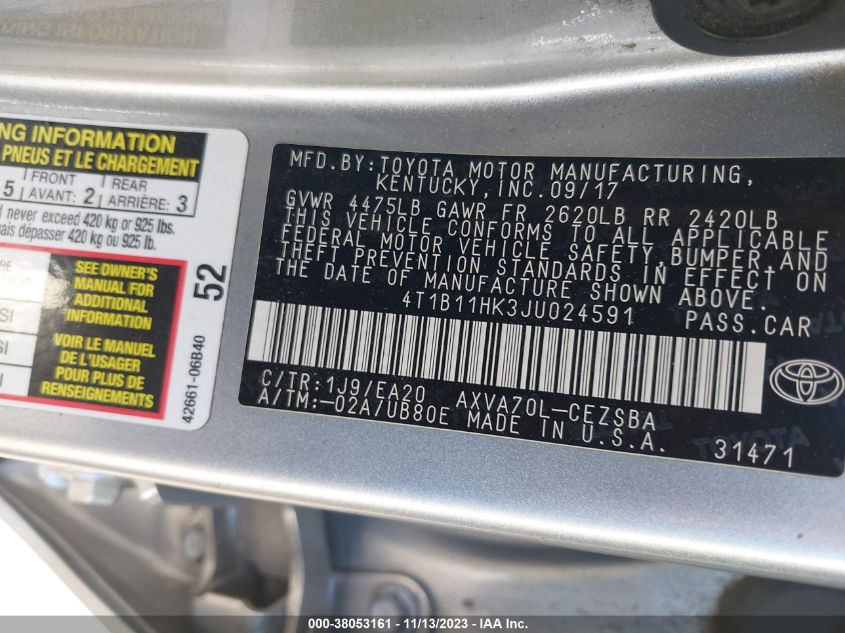 NG INFORMATION
PNEUS ET LE CHARGEMENT
5 FRONT AVANT: 2 REAR ARRIÈRE: 3
never exceed 420 kg or 925 lbs.
dépasser 420 kg ou 925 lb.
SEE OWNER'S
MANUAL FOR
ADDITIONAL
INFORMATION
VOIR LE MANUEL
DE L'USAGER
POUR PLUS DE
RENSEIGNEMENTS
52
42661-06B40
MFD. BY: TOYOTA MOTOR MANUFACTURING,
KENTUCKY, INC. 09/17
GVWR 4475LB GAWR FR 2620LB RR 2420LB
THIS VEHICLE CONFORMS TO ALL APPLICABLE
FEDERAL MOTOR VEHICLE SAFETY, BUMPER, AND
THEFT PREVENTION STANDARDS IN EFFECT ON
THE DATE OF MANUFACTURE SHOWN ABOVE.
4T1B11HK3JU024591 PASS. CAR
C/TR: 1J9/EA20 AXVA70L-CEZSBA
A/TM: -02A/UB80E MADE IN U.S.A.
31471
TOYOTA
000-38053161 - 11/13/2023 - IAAI.COM